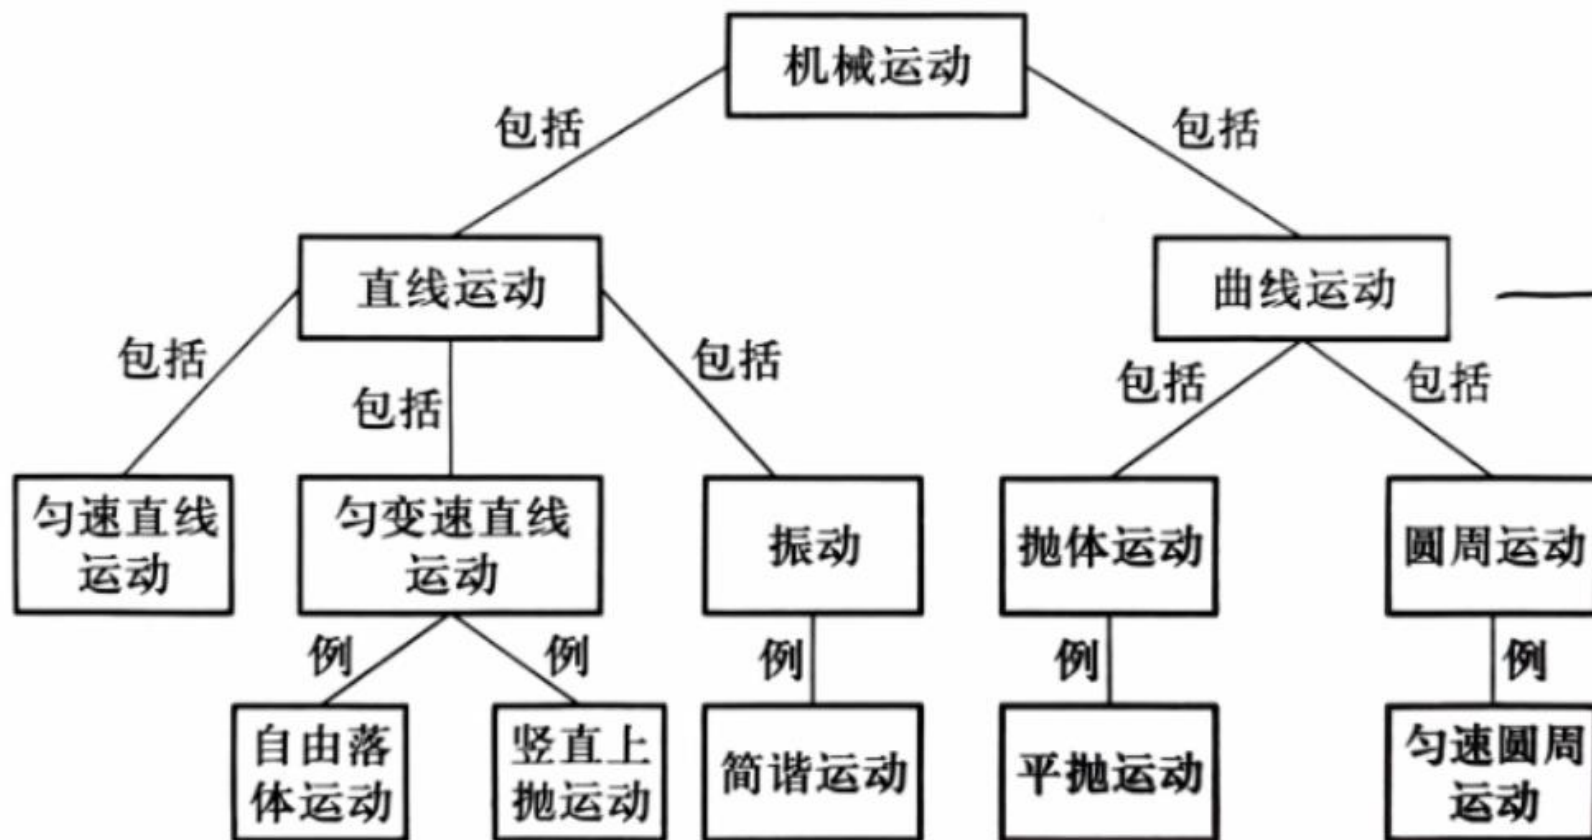 机械运动
包括
包括
直线运动
曲线运动
包括
包括
包括
包括
包括
匀速直线
运动
匀变速直线
运动
振动
抛体运动
圆周运动
例
例
例
例
例
自由落
体运动
竖直上
抛运动
简谐运动
平抛运动
匀速圆周
运动